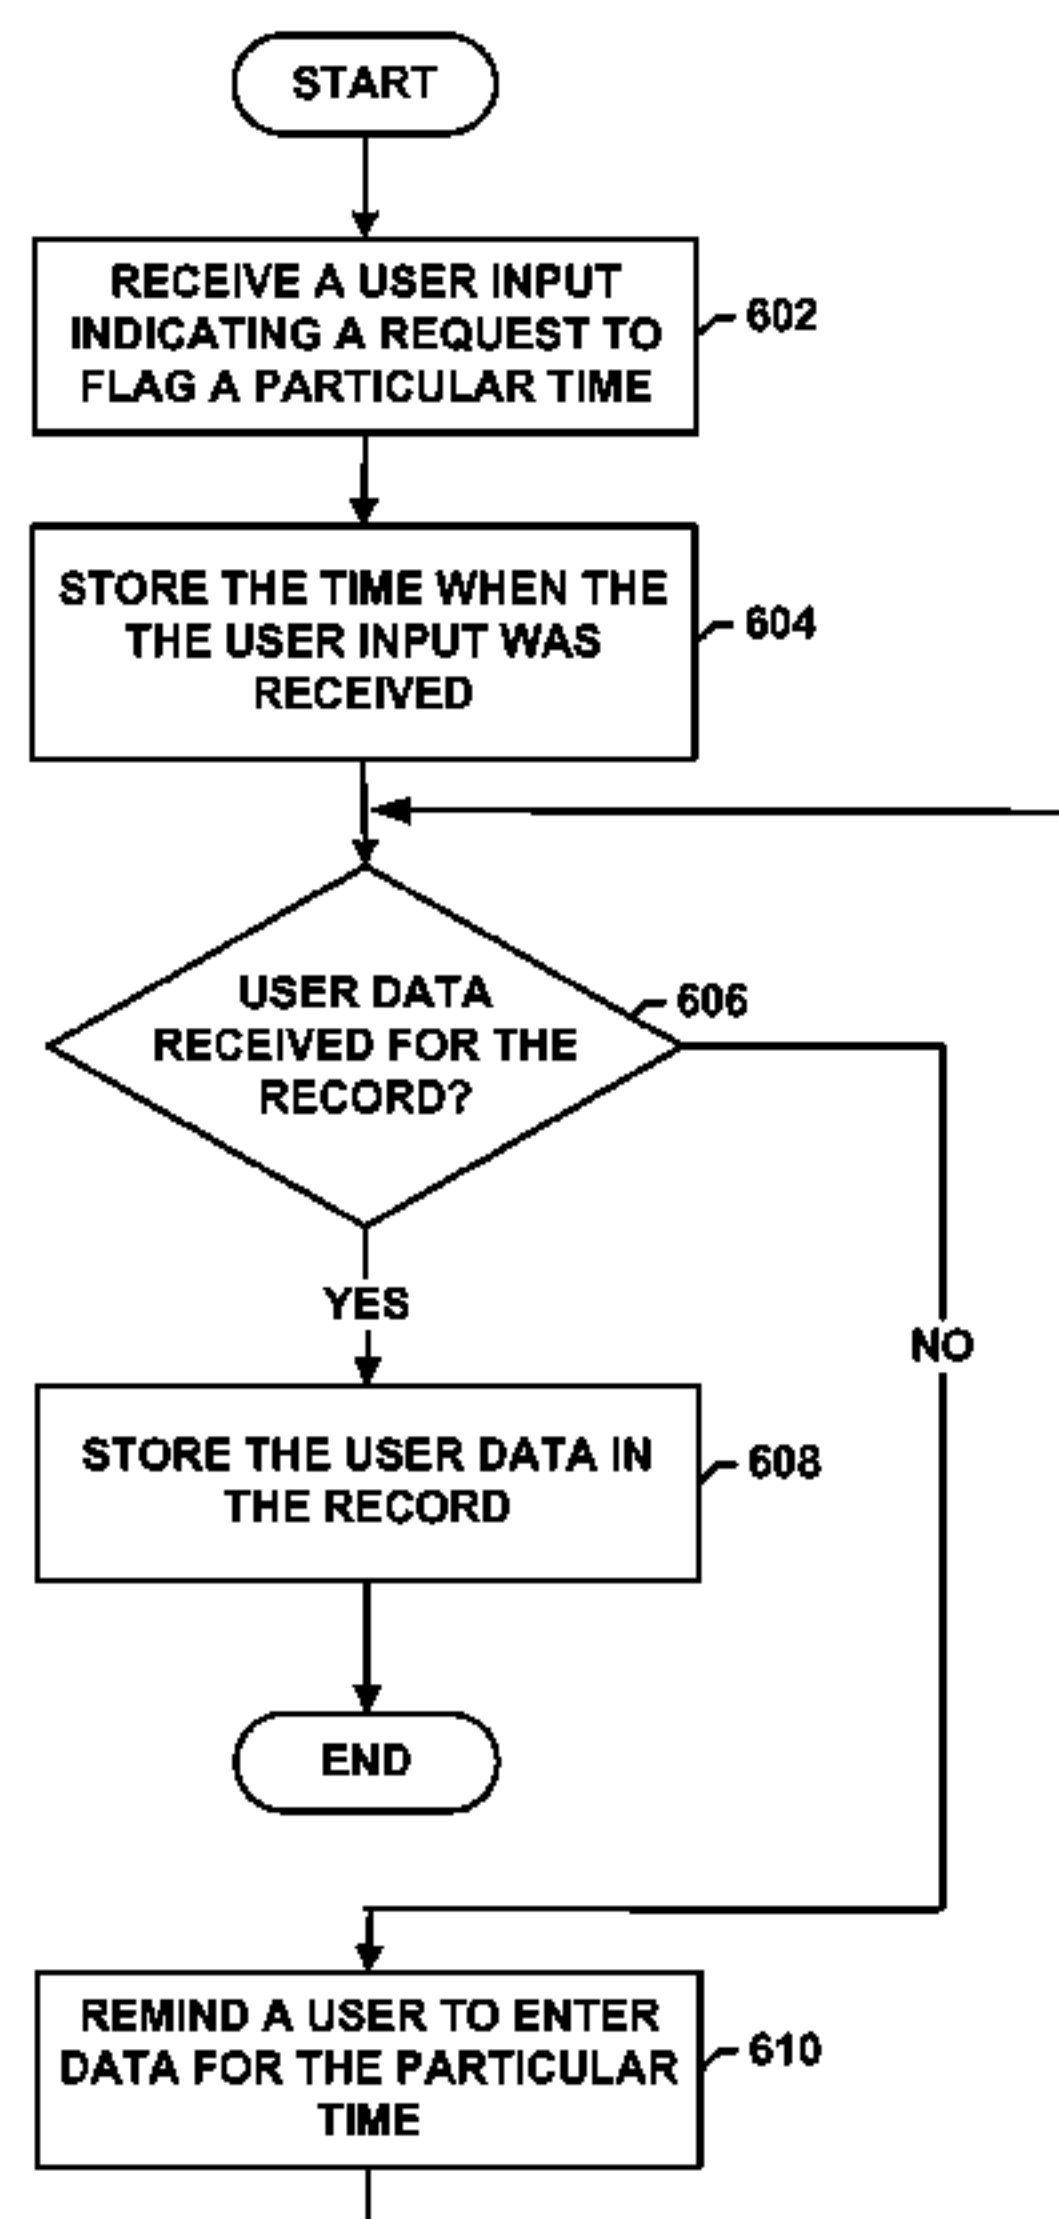 START
RECEIVE A USER INPUT
INDICATING A REQUEST TO
FLAG A PARTICULAR TIME
602
STORE THE TIME WHEN THE
THE USER INPUT WAS
RECEIVED
604
USER DATA
RECEIVED FOR THE
RECORD?
606
YES
NO
STORE THE USER DATA IN
THE RECORD
608
END
REMIND A USER TO ENTER
DATA FOR THE PARTICULAR
TIME
610